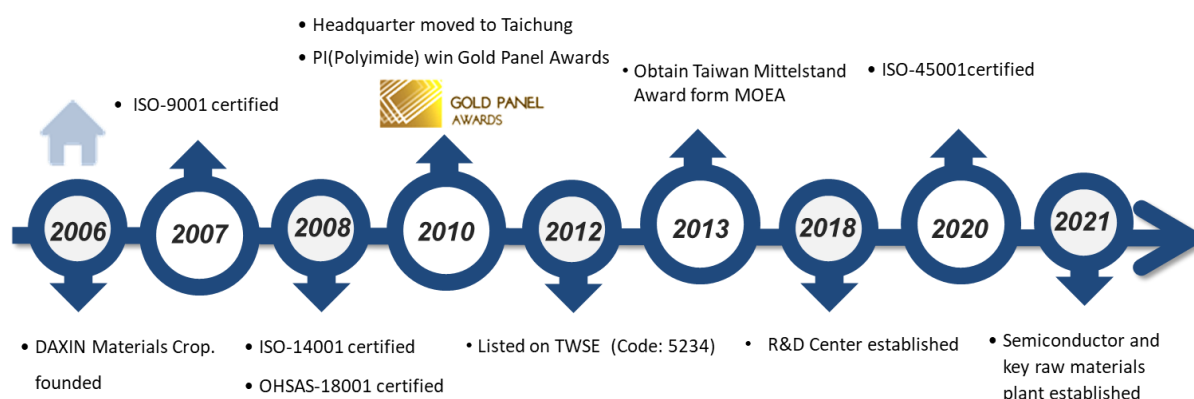 • Headquarter moved to Taichung
• PI(Polyimide) win Gold Panel Awards
GOLD PANEL
AWARDS
• ISO-9001 certified
• Obtain Taiwan Mittelstand
Award form MOEA
• ISO-45001certified
2006
2007
2008
2010
2012
2013
2018
2020
2021
• DAXIN Materials Crop.
founded
• ISO-14001 certified
• OHSAS-18001 certified
• Listed on TWSE (Code: 5234)
• R&D Center established
• Semiconductor and
key raw materials
plant established